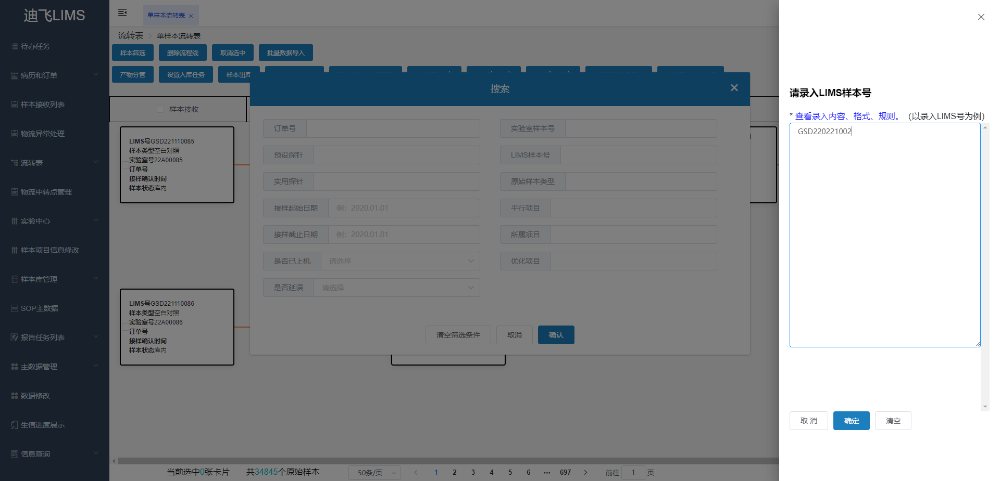 迪飞LIMS
待办任务
病历和订单
样本接收列表
物流异常处理
流转表
物流中转点管理
实验中心
样本项目信息修改
样本库管理
SOP主数据
报告任务列表
主数据管理
数据修改
生信进度展示
信息查询
单样本流转表
流转表 > 单样本流转表
样本筛选 删除流程线 取消选中 批量数据导入
产物分管 设置入库任务 样本出库
样本接收
LIMS号GSD221110085
样本类型空白对照
实验室号22A00085
订单号
接样确认时间
样本状态库内
LIMS号GSD221110086
样本类型空白对照
实验室号22A00086
订单号
接样确认时间
样本状态库内
搜索
订单号 实验室样本号
预设探针 LIMS样本号
实用探针 原始样本类型
接样起始日期 例：2020.01.01 平行项目
接样截止日期 例：2020.01.01 所属项目
是否已上机 请选择 优化项目
是否延误 请选择
清空筛选条件 取消 确认
当前选中0张卡片 共34845个原始样本 50条/页 1 2 3 4 5 6 ... 697 前往 1 页
请录入LIMS样本号
* 查看录入内容、格式、规则。（以录入LIMS号为例）
GSD220221002
取 消 确定 清空